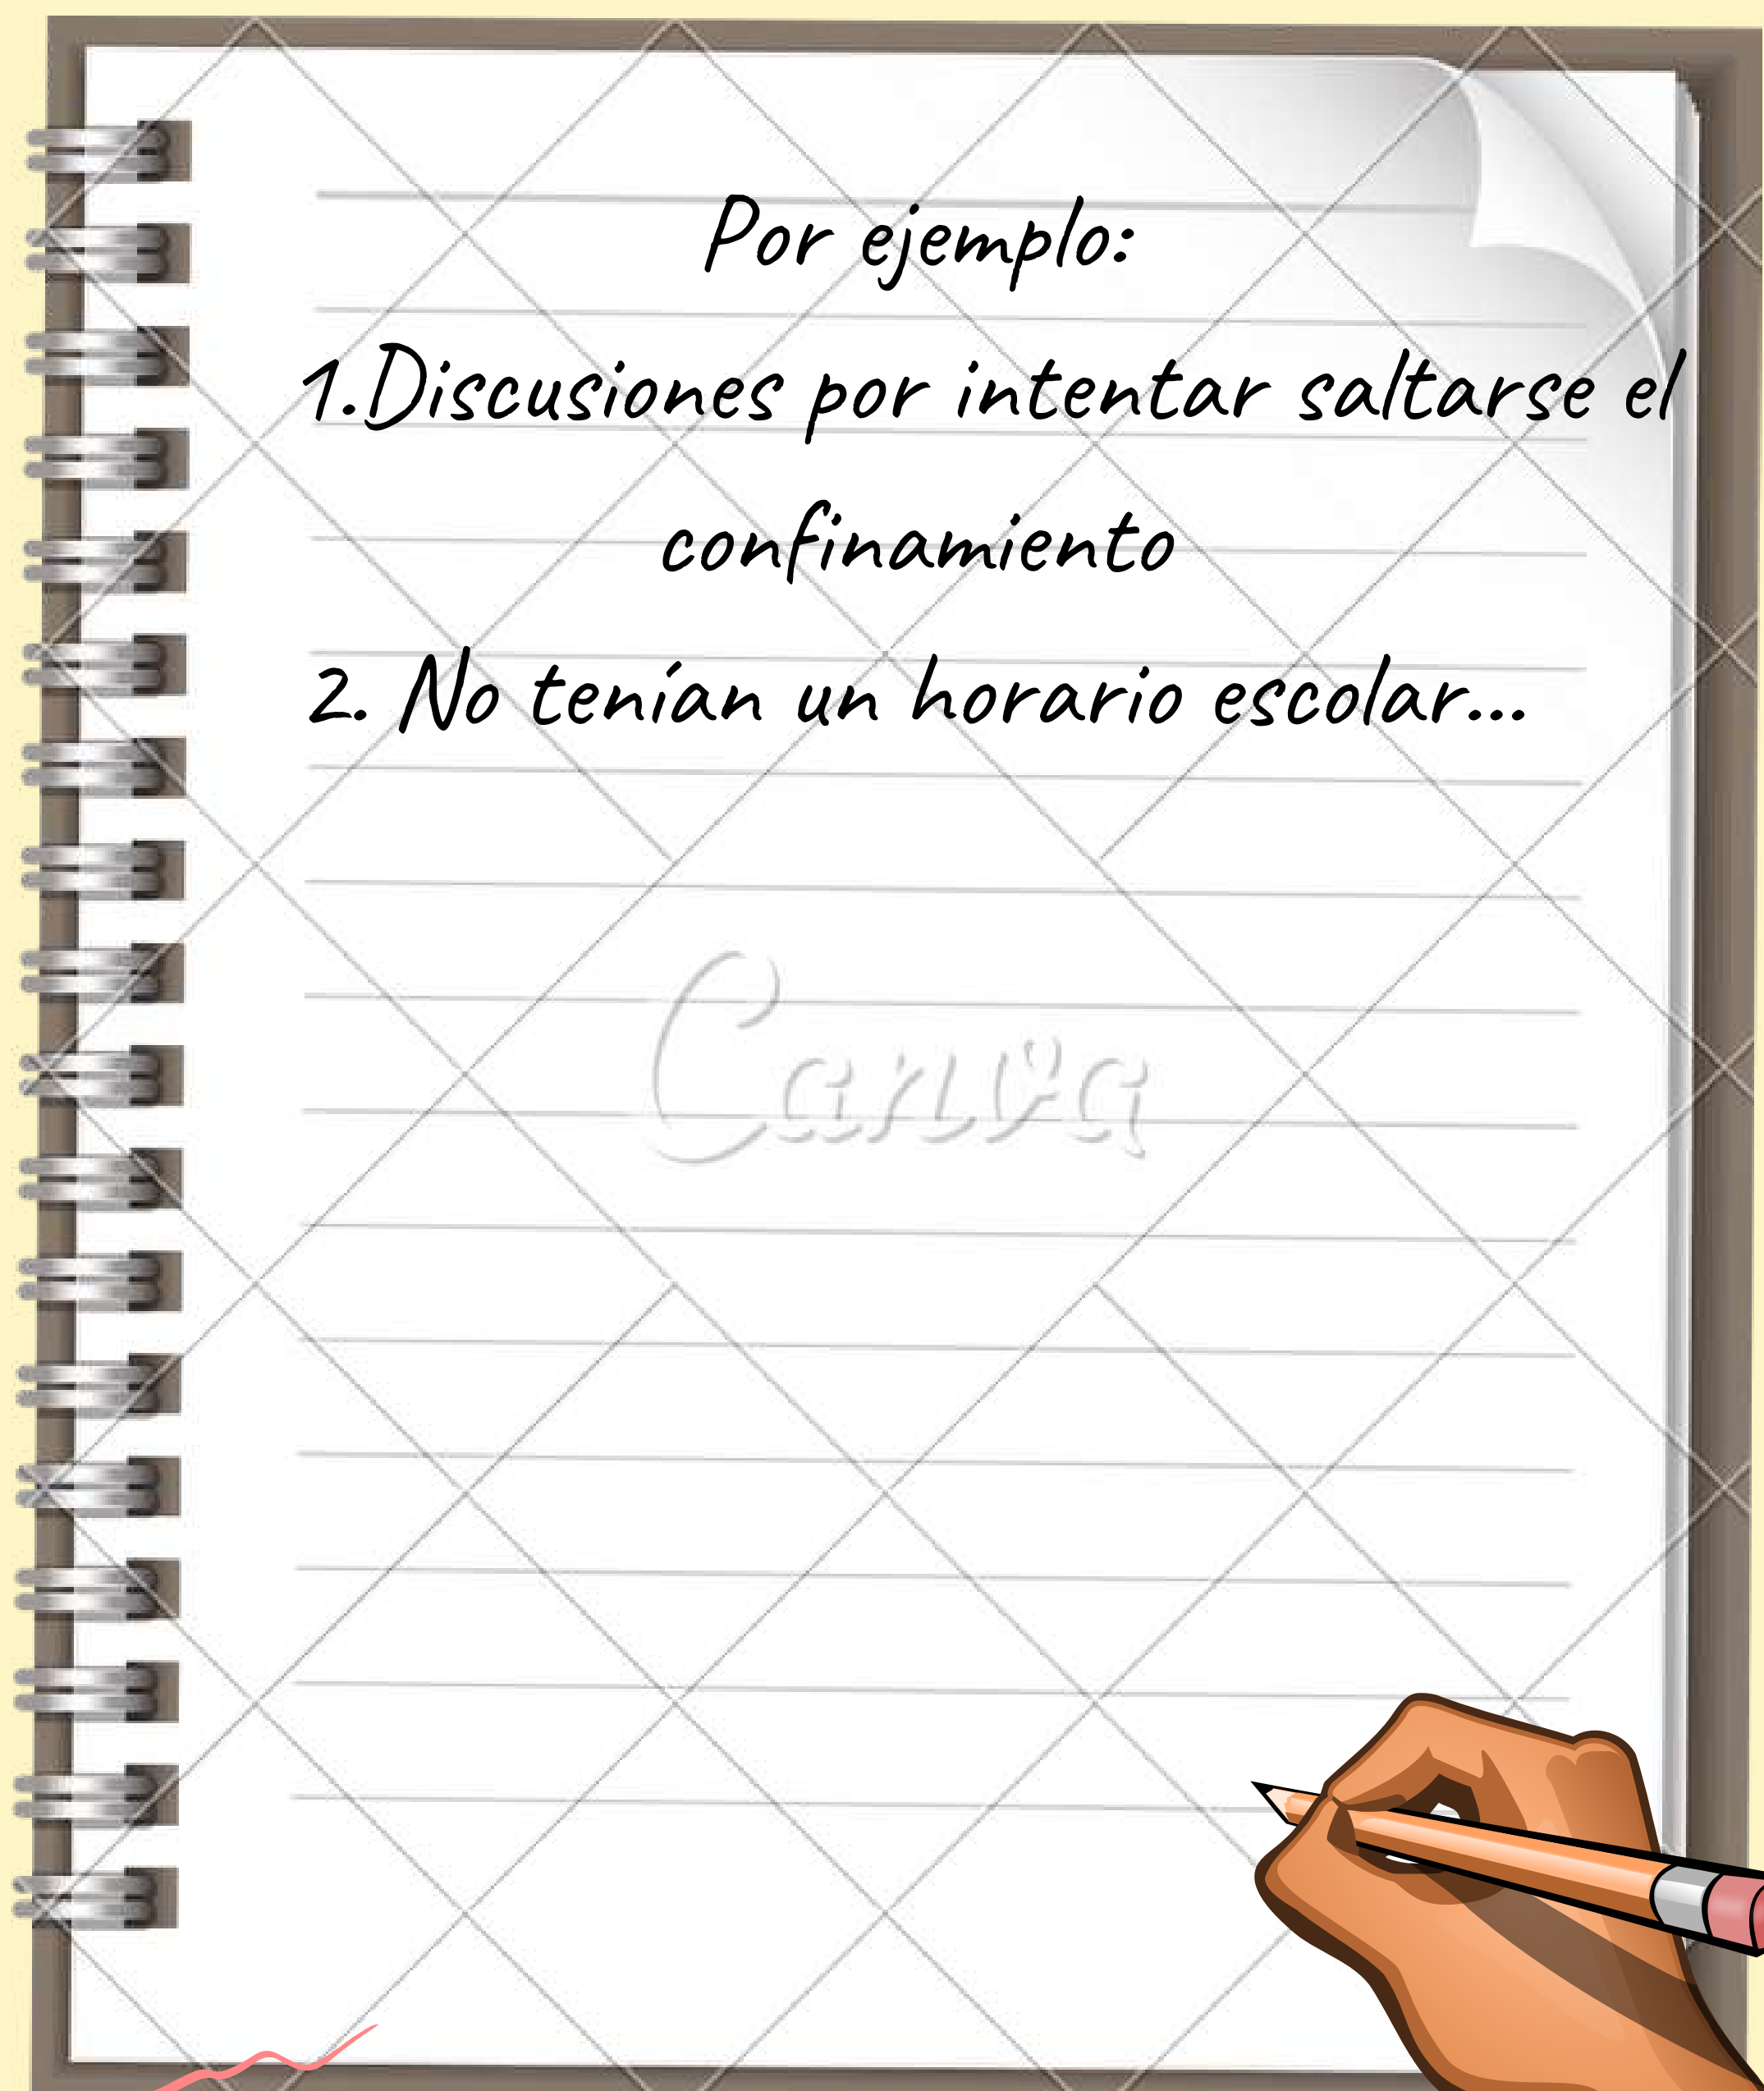 Por ejemplo:
1.Discusiones por intentar saltarse el
confinamiento
2. No tenían un horario escolar...
Canva